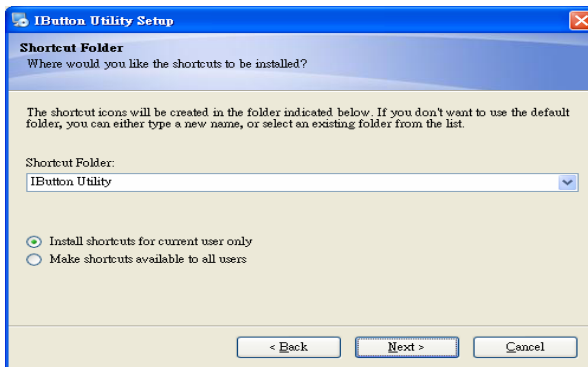 IButton Utility Setup
Shortcut Folder
Where would you like the shortcuts to be installed?
The shortcut icons will be created in the folder indicated below. If you don't want to use the default
folder, you can either type a new name, or select an existing folder from the list.
Shortcut Folder:
IButton Utility
Install shortcuts for current user only
Make shortcuts available to all users
< Back
Next >
Cancel